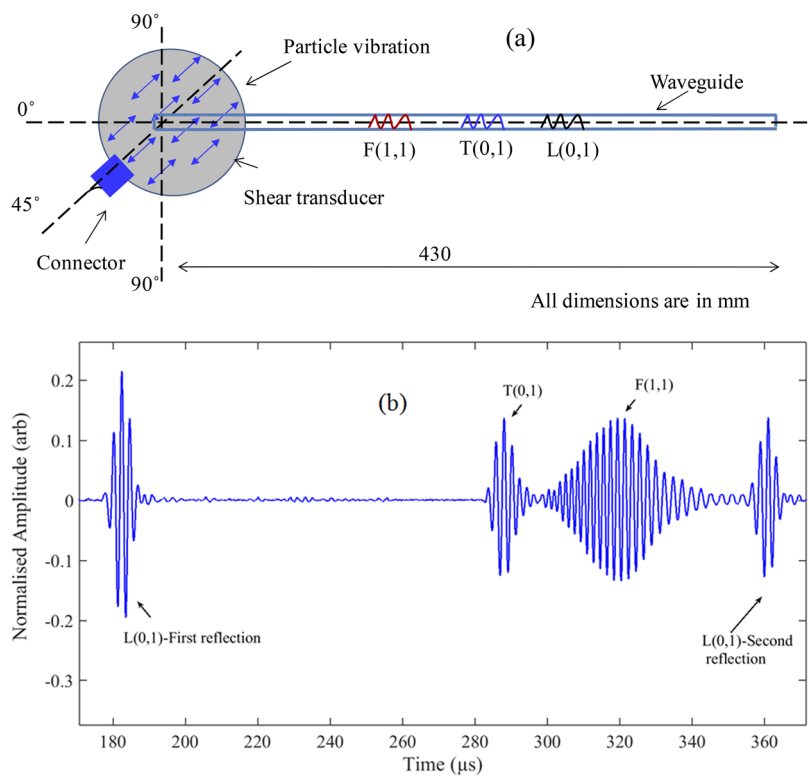 90°
(a)
Particle vibration
Waveguide
0°
F(1,1)
T(0,1)
L(0,1)
Shear transducer
45°
Connector
430
90°
All dimensions are in mm
0.2
(b)
T(0,1)
F(1,1)
0.1
0
-0.1
-0.2
-0.3
Normalised Amplitude (arb)
L(0,1)-First reflection
L(0,1)-Second
reflection
180
200
220
240
260
280
300
320
340
360
Time (µs)